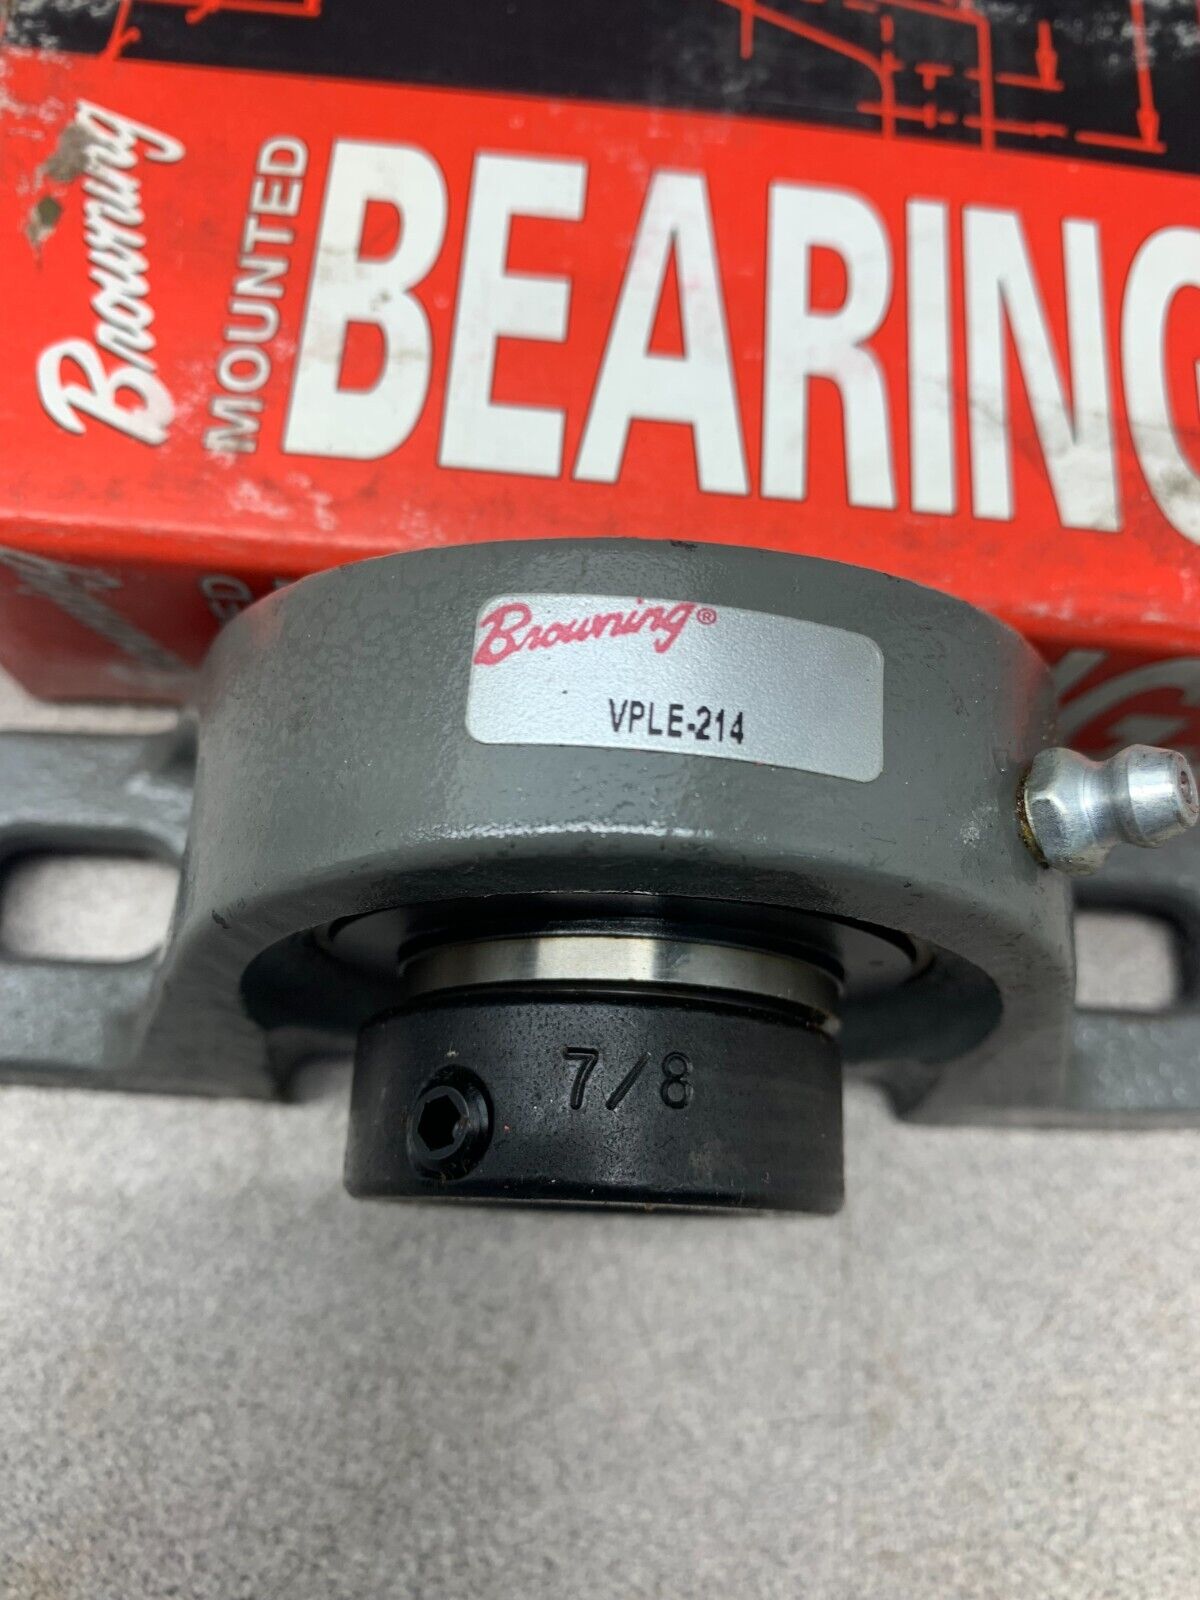 Browning
MOUNTED
BEARING
Browning®
VPLE-214
7/8